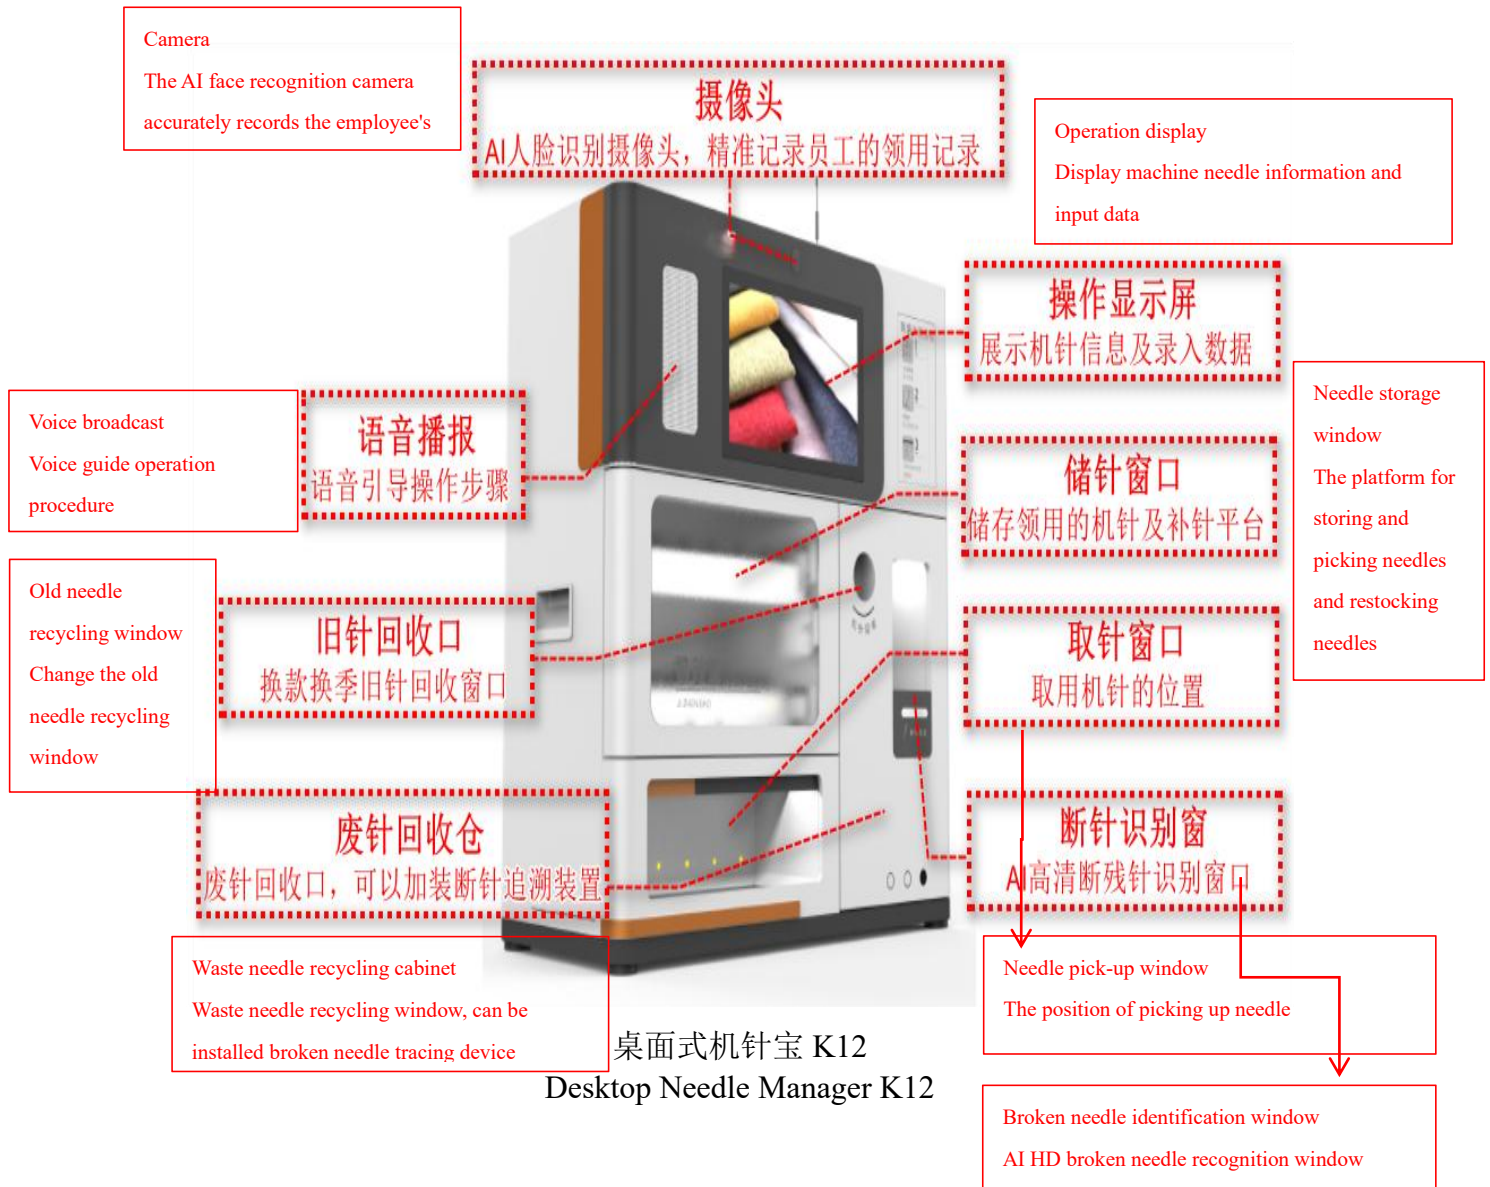 Camera
The AI face recognition camera
accurately records the employee's
摄像头
AI人脸识别摄像头，精准记录员工的领用记录
Operation display
Display machine needle information and
input data
操作显示屏
展示机针信息及录入数据
Voice broadcast
Voice guide operation
procedure
语音播报
语音引导操作步骤
储针窗口
储存领用的机针及补针平台
Needle storage
window
The platform for
storing and
picking needles
and restocking
needles
Old needle
recycling window
Change the old
needle recycling
window
旧针回收口
换款换季旧针回收窗口
取针窗口
取用机针的位置
废针回收仓
废针回收口，可以加装断针追溯装置
断针识别窗
AI高清断残针识别窗口
Waste needle recycling cabinet
Waste needle recycling window, can be
installed broken needle tracing device
Needle pick-up window
The position of picking up needle
桌面式机针宝 K12
Desktop Needle Manager K12
Broken needle identification window
AI HD broken needle recognition window